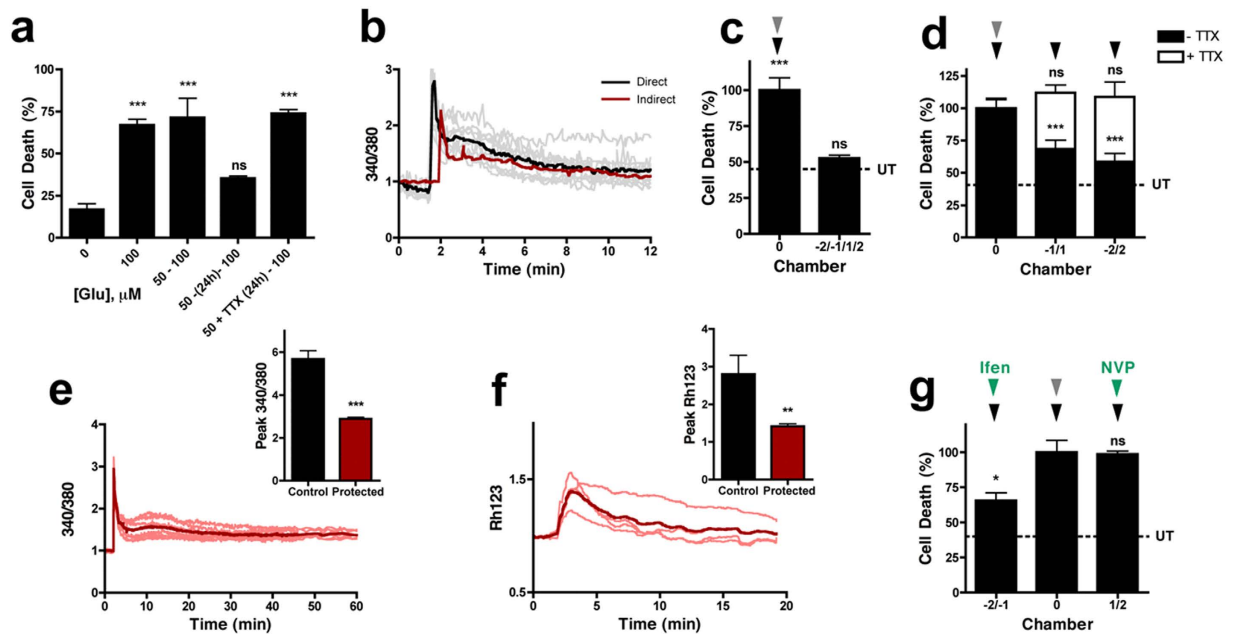 a
Cell Death (%)
100
75
50
25
0
***
***
ns
***
0
100
50 - 100
50 -(24h)- 100
50 + TTX (24h) - 100
[Glu], μM
b
340/380
3
2
1
0
Direct
Indirect
0
2
4
6
8
10
12
Time (min)
c
Cell Death (%)
100
75
50
25
0
***
ns
UT
0
-2/-1/1/2
Chamber
d
- TTX
+ TTX
Cell Death (%)
125
100
75
50
25
0
ns
ns
***
***
UT
0
-1/1
-2/2
Chamber
e
340/380
4
3
2
1
0
0
10
20
30
40
50
60
Time (min)
Peak 340/380
6
4
2
0
***
Control
Protected
f
Rh123
1.5
0.5
0
5
10
15
20
Time (min)
Peak Rh123
4
3
2
1
0
**
Control
Protected
g
Ifen
NVP
Cell Death (%)
100
75
50
25
0
*
ns
UT
-2/-1
0
1/2
Chamber